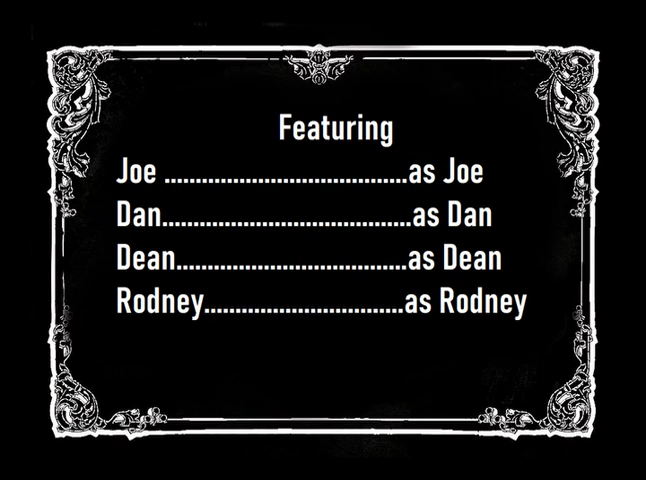 Featuring
Joe .......................................as Joe
Dan........................................as Dan
Dean.....................................as Dean
Rodney................................as Rodney